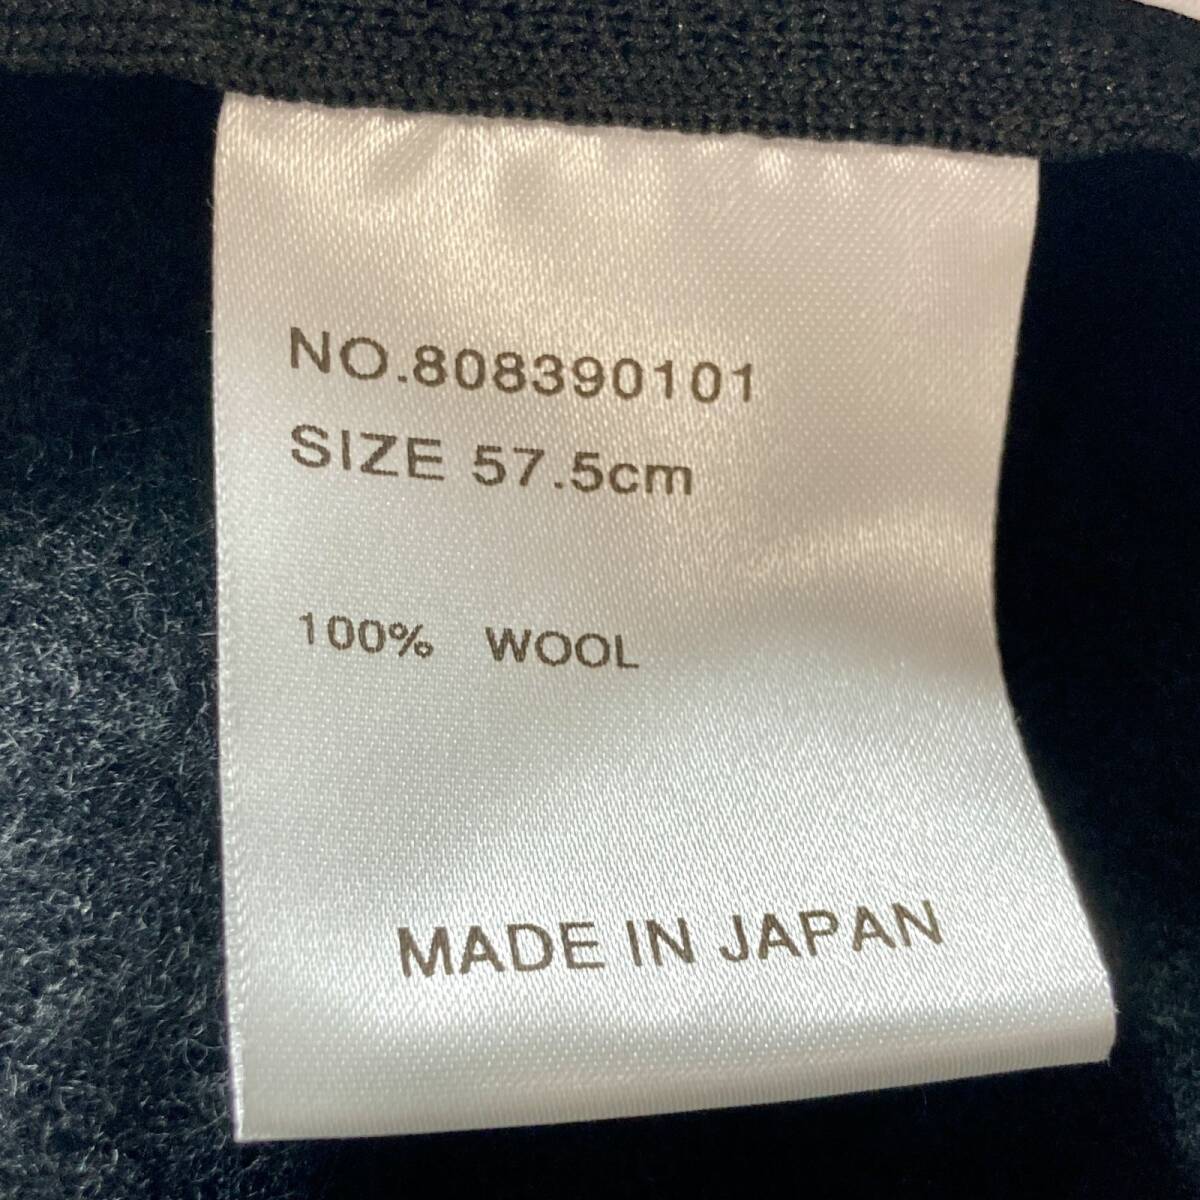 NO.808390101
SIZE 57.5cm
100% WOOL
MADE IN JAPAN